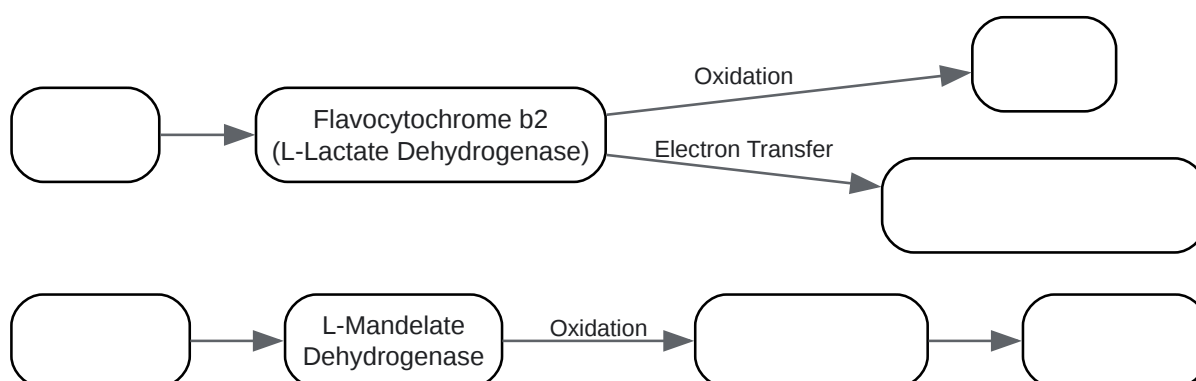 Oxidation
Flavocytochrome b2
(L-Lactate Dehydrogenase)
Electron Transfer
L-Mandelate
Dehydrogenase
Oxidation